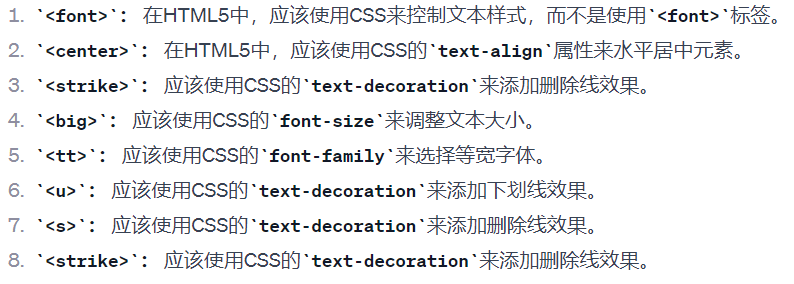 1. `<font>`： 在HTML5中，应该使用CSS来控制文本样式，而不是使用`<font>`标签。
2. `<center>`： 在HTML5中，应该使用CSS的`text-align`属性来水平居中元素。
3. `<strike>`： 应该使用CSS的`text-decoration`来添加删除线效果。
4. `<big>`： 应该使用CSS的`font-size`来调整文本大小。
5. `<tt>`： 应该使用CSS的`font-family`来选择等宽字体。
6. `<u>`： 应该使用CSS的`text-decoration`来添加下划线效果。
7. `<s>`： 应该使用CSS的`text-decoration`来添加删除线效果。
8. `<strike>`： 应该使用CSS的`text-decoration`来添加删除线效果。